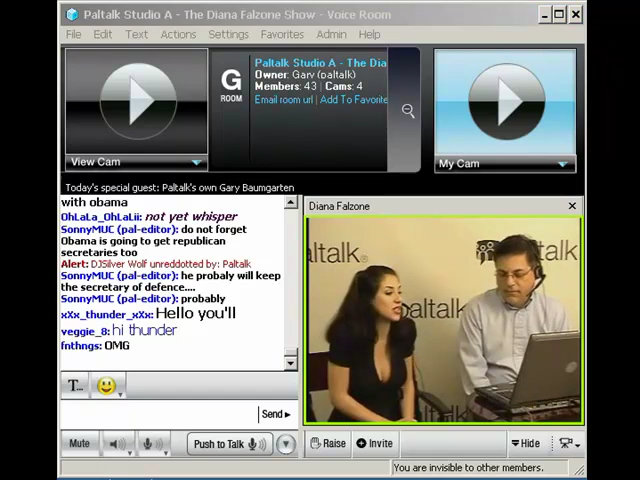 Paltalk Studio A - The Diana Falzone Show - Voice Room
File Edit Text Actions Settings Favorites Admin Help
G
ROOM
Paltalk Studio A - The Dia
Owner: Gary (paltalk)
Members: 43 | Cams: 4
Email room url | Add To Favorite
View Cam
My Cam
Today's special guest: Paltalk's own Gary Baumgarten
with obama
OhLaLa_OhLaLii: not yet whisper
SonnyMUC (pal-editor): do not forget
Obama is going to get republican
secretaries too
Alert: DJSilver Wolf unreddotted by: Paltalk
SonnyMUC (pal-editor): he probaly will keep
the secretary of defence....
SonnyMUC (pal-editor): probably
xXx_thunder_xXx: Hello you'll
veggie_8: hi thunder
fnthngs: OMG
Diana Falzone
paltalk
paltalk
paltalk
paltalk
T...
Send
Mute
Push to Talk
Raise
Invite
Hide
You are invisible to other members.